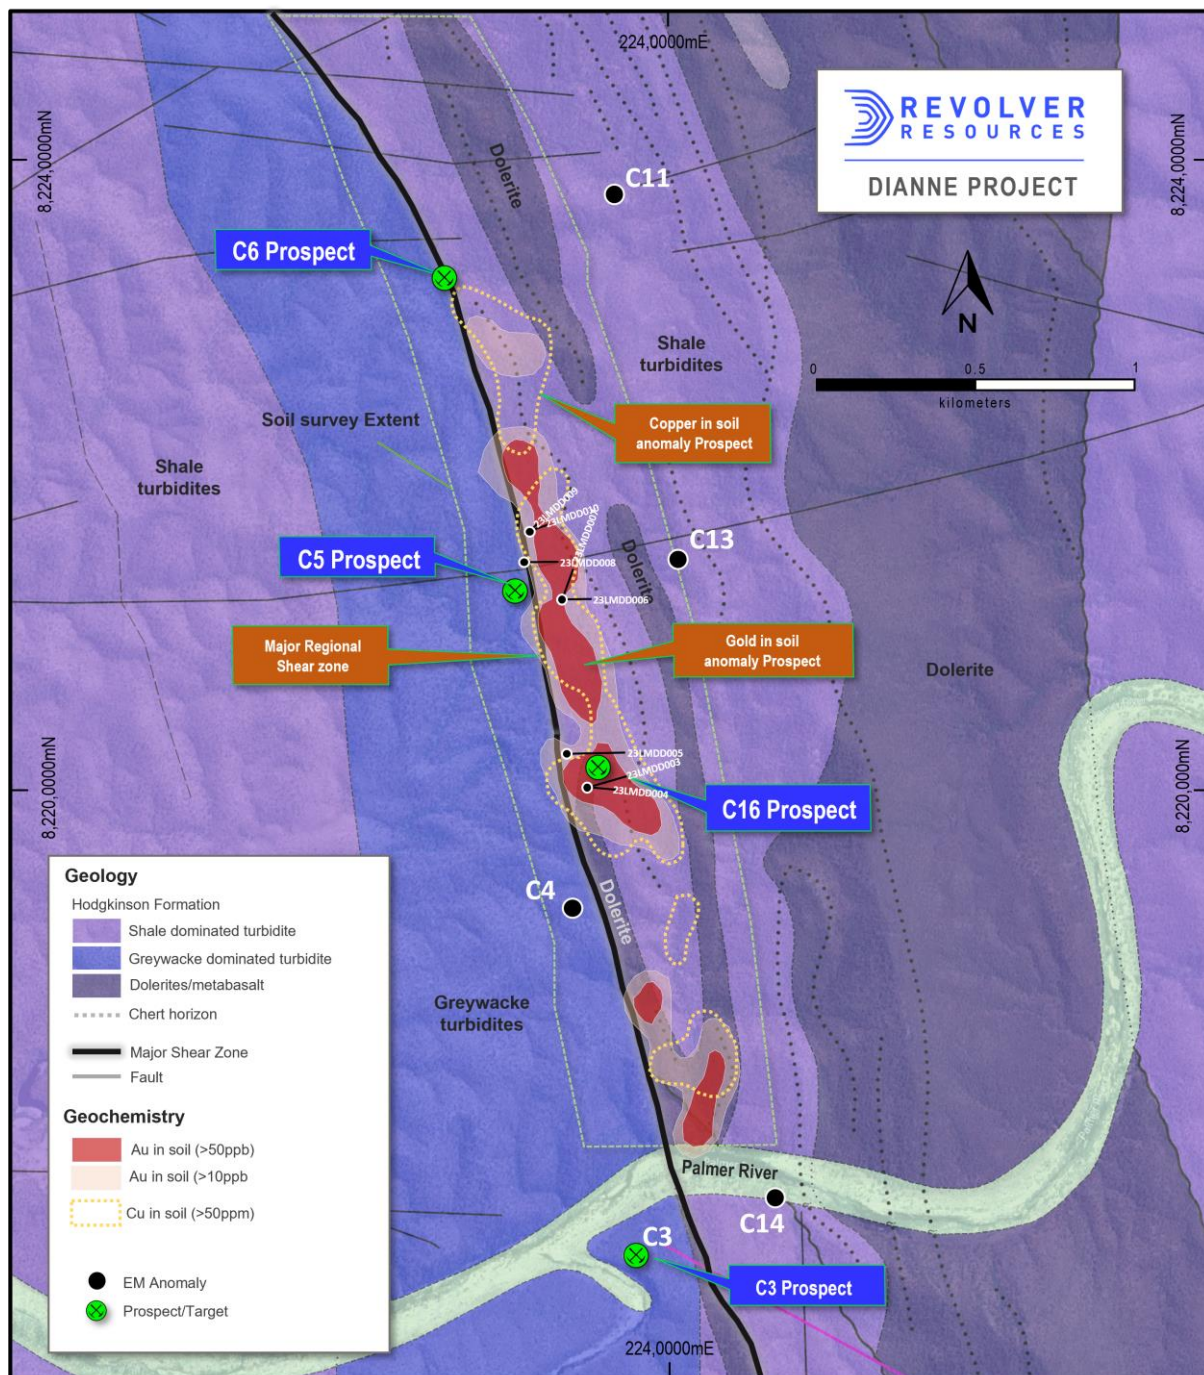 224,0000mE
REVOLVER
RESOURCES
DIANNE PROJECT
8,224,0000mN
8,224,0000mN
C11
Dolerite
C6 Prospect
N
Shale
turbidites
0
0.5
1
kilometers
Copper in soil
anomaly Prospect
Soil survey Extent
Shale
turbidites
23LMDD009
23LMDD010
23LMDD007
C13
C5 Prospect
23LMDD008
Dolerite
23LMDD006
Major Regional
Shear zone
Gold in soil
anomaly Prospect
Dolerite
23LMDD005
23LMDD003
23LMDD004
C16 Prospect
8,220,0000mN
8,220,0000mN
C4
Dolerite
Greywacke
turbidites
Geology
Hodgkinson Formation
Shale dominated turbidite
Greywacke dominated turbidite
Dolerites/metabasalt
Chert horizon
Major Shear Zone
Fault
Geochemistry
Au in soil (>50ppb)
Au in soil (>10ppb
Cu in soil (>50ppm)
EM Anomaly
Prospect/Target
Palmer River
C14
C3
C3 Prospect
224,0000mE